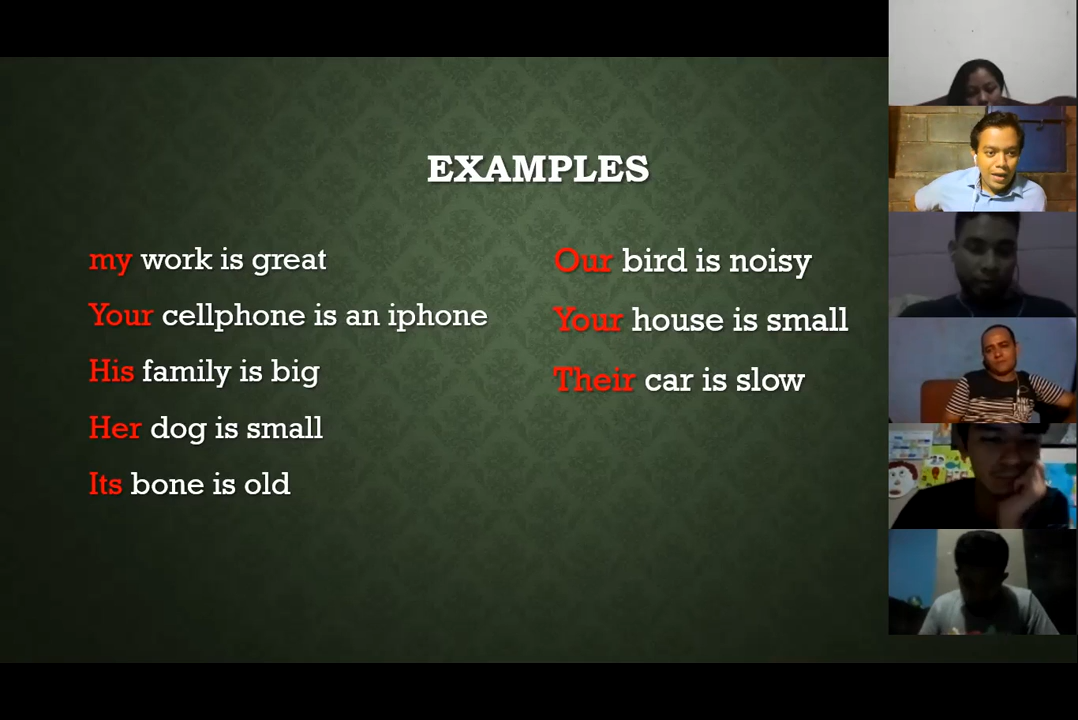 EXAMPLES
my work is great
Your cellphone is an iphone
His family is big
Her dog is small
Its bone is old
Our bird is noisy
Your house is small
Their car is slow